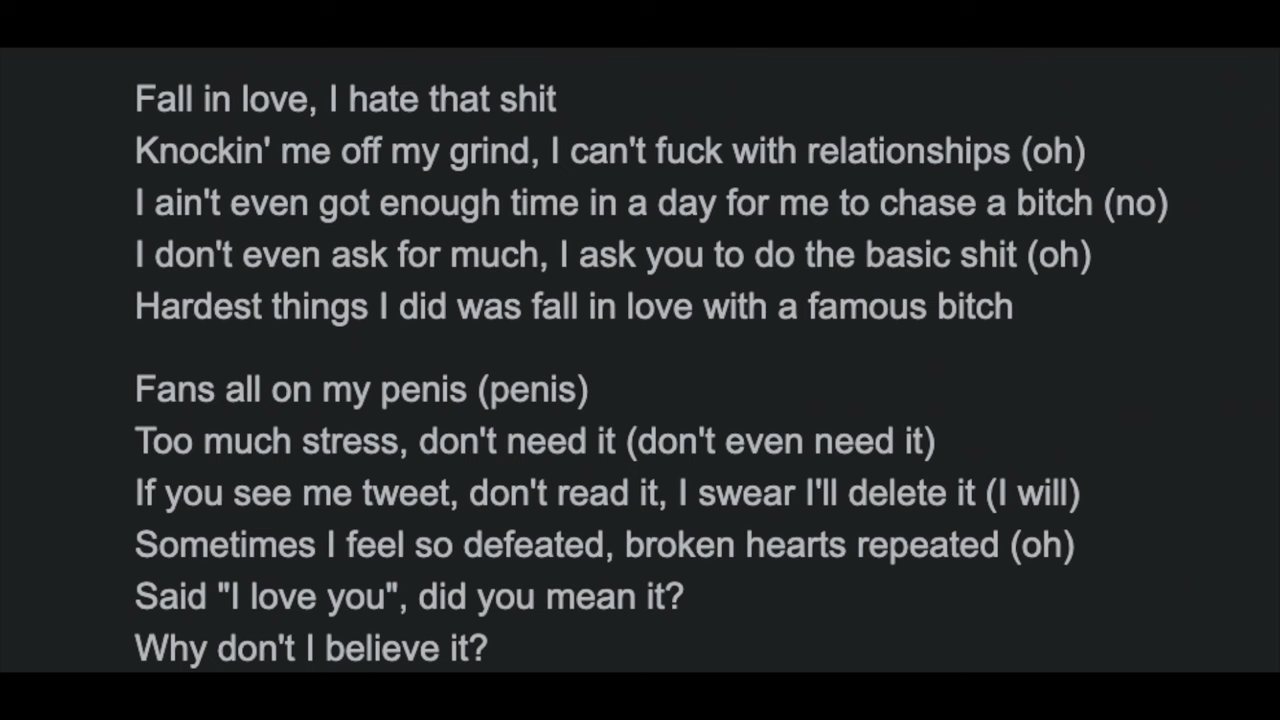 Fall in love, I hate that shit
Knockin' me off my grind, I can't fuck with relationships (oh)
I ain't even got enough time in a day for me to chase a bitch (no)
I don't even ask for much, I ask you to do the basic shit (oh)
Hardest things I did was fall in love with a famous bitch
Fans all on my penis (penis)
Too much stress, don't need it (don't even need it)
If you see me tweet, don't read it, I swear I'll delete it (I will)
Sometimes I feel so defeated, broken hearts repeated (oh)
Said "I love you", did you mean it?
Why don't I believe it?